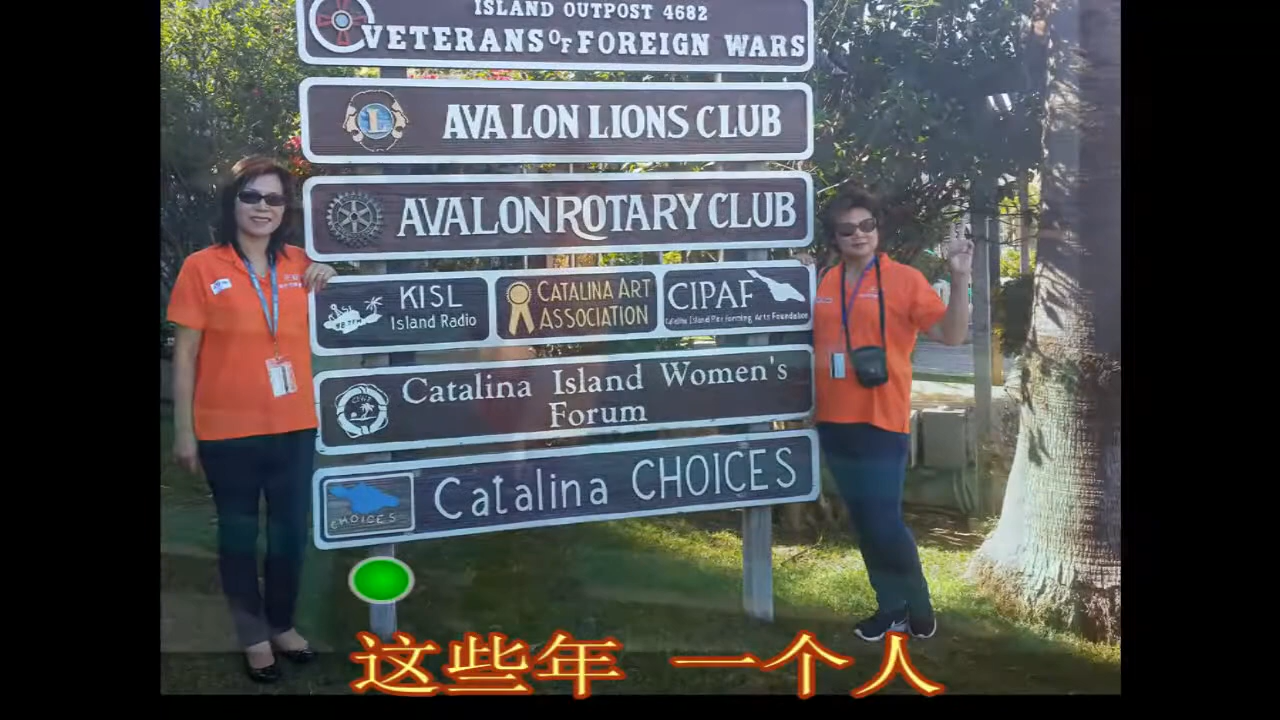 ISLAND OUTPOST 4682
VETERANS OF FOREIGN WARS
L
AVALON LIONS CLUB
AVALON ROTARY CLUB
KISL
Island Radio
CATALINA ART
ASSOCIATION
CIPAF
Catalina Island Performing Arts Foundation
Catalina Island Women's
Forum
CHOICES
Catalina CHOICES
这些年 一个人